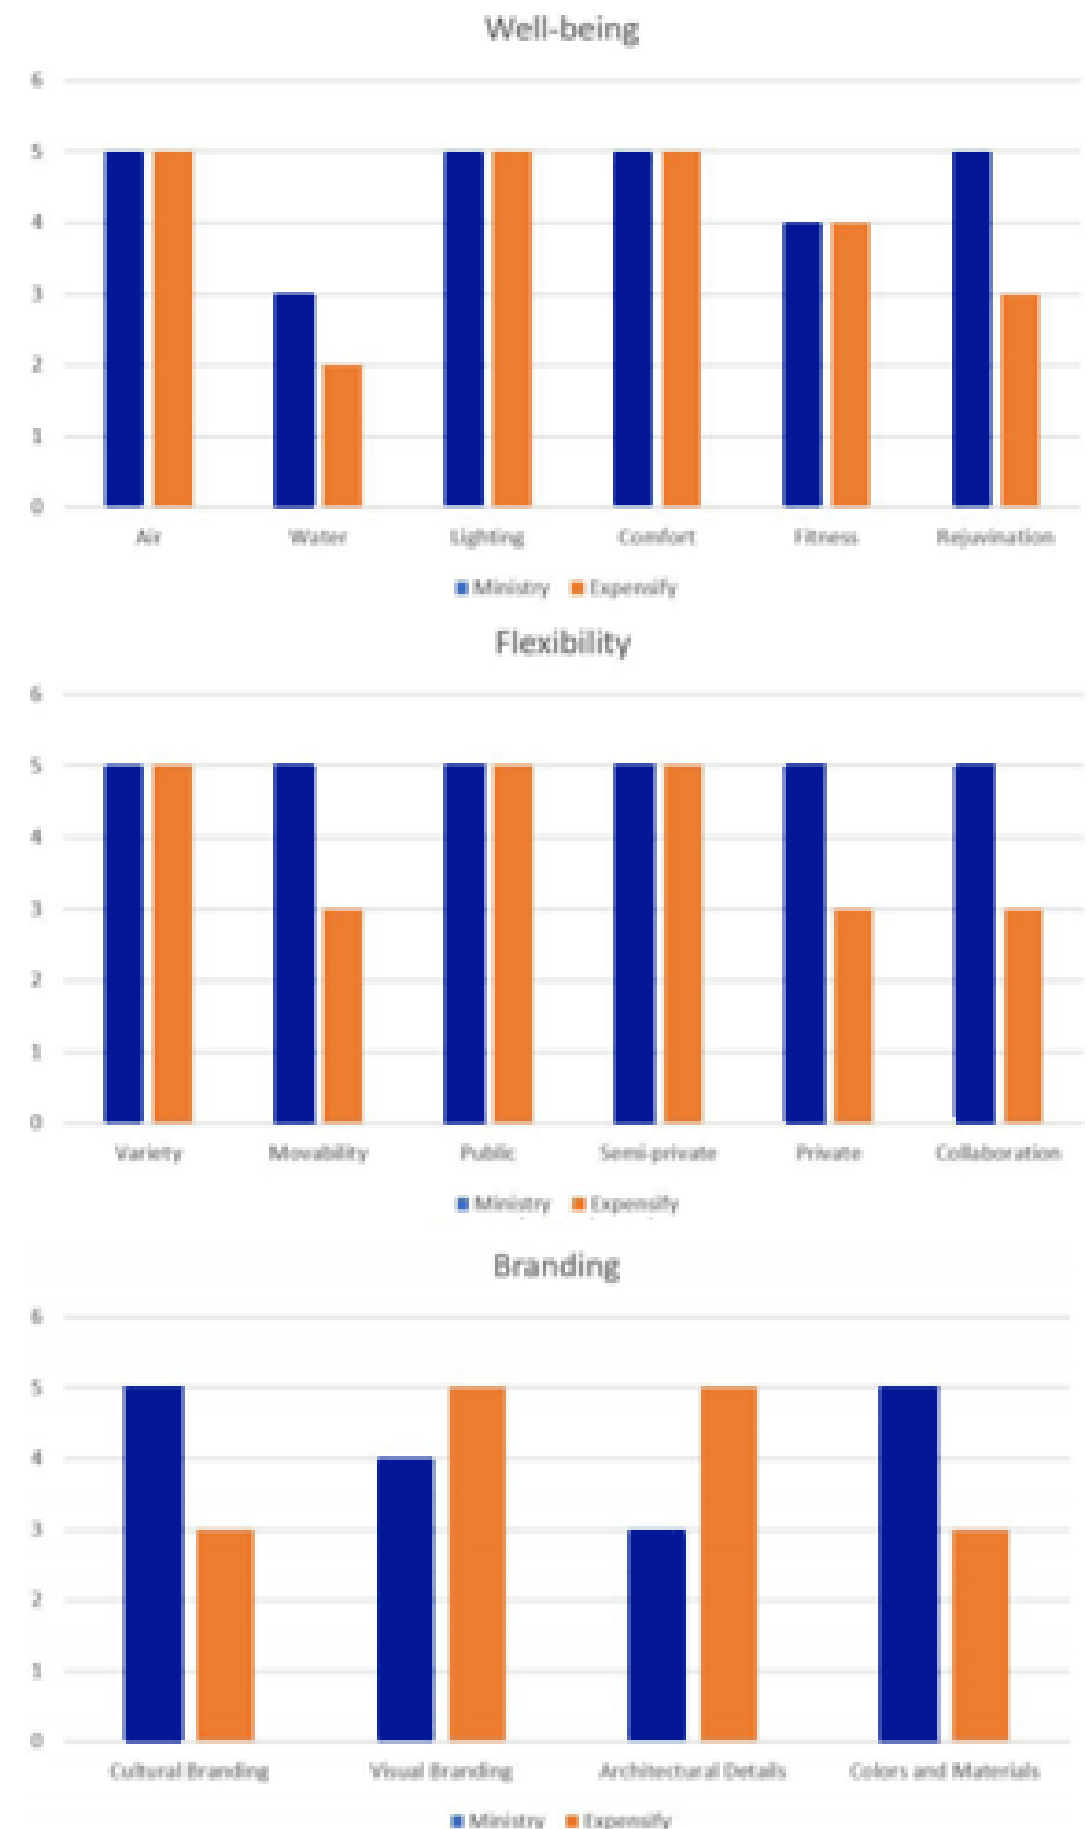 Well-being
6
5
4
3
2
1
0
Air Water Lighting Comfort Fitness Rejuvination
Ministry Expensify
Flexibility
6
5
4
3
2
1
0
Variety Movability Public Semi-private Private Collaboration
Ministry Expensify
Branding
6
5
4
3
2
1
0
Cultural Branding Visual Branding Architectural Details Colors and Materials
Ministry Expensify